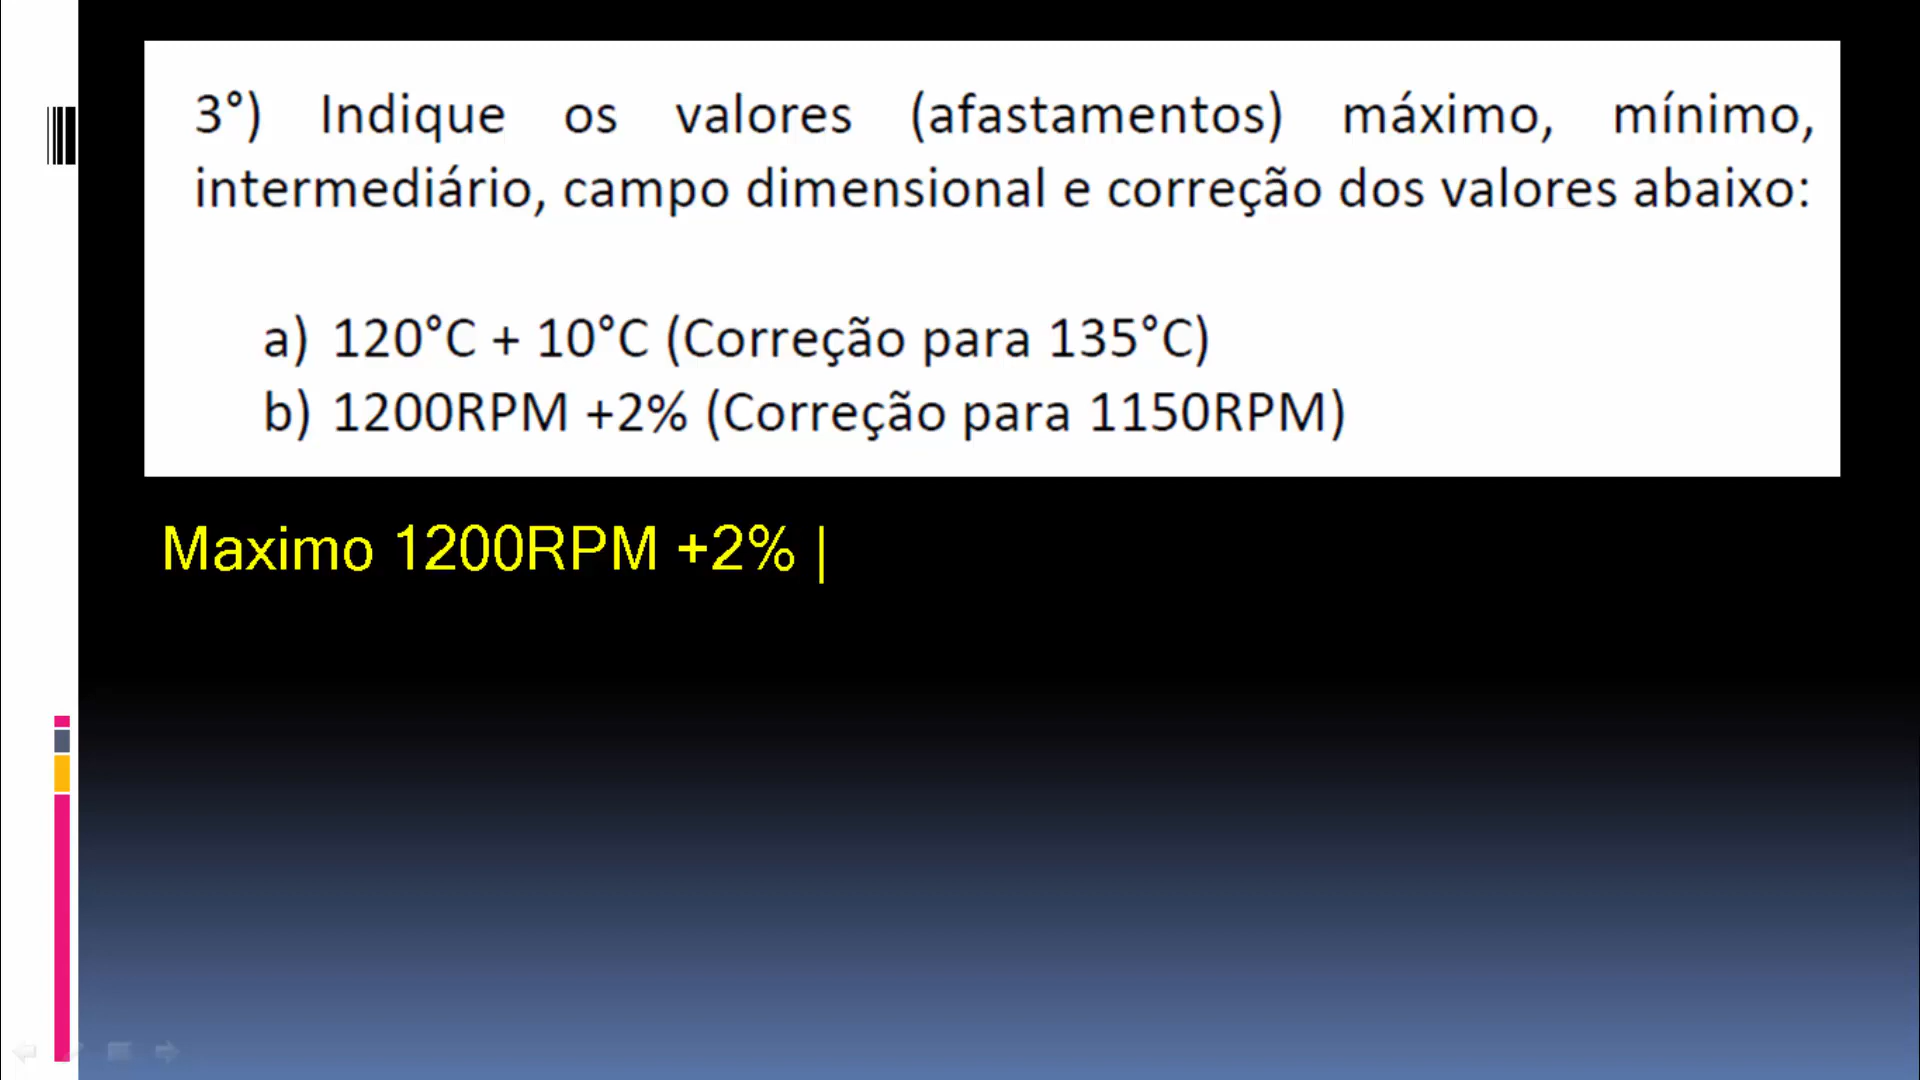 3°) Indique os valores (afastamentos) máximo, mínimo,
intermediário, campo dimensional e correção dos valores abaixo:
a) 120°C + 10°C (Correção para 135°C)
b) 1200RPM +2% (Correção para 1150RPM)
Maximo 1200RPM +2% |